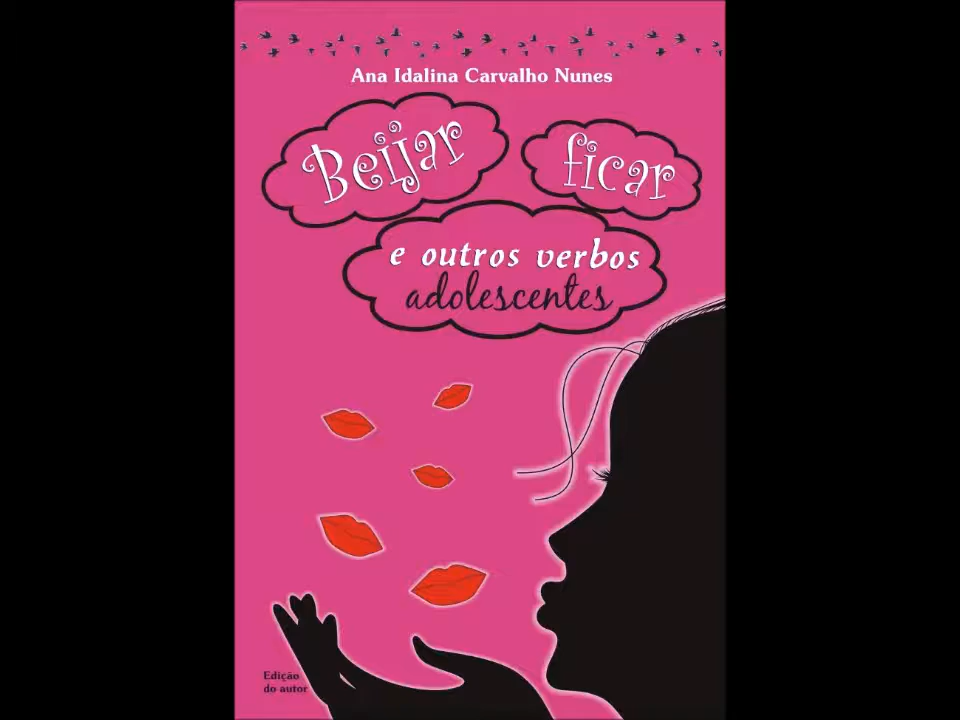 Ana Idalina Carvalho Nunes
Beijar
ficar
e outros verbos
adolescentes
Edição
do autor